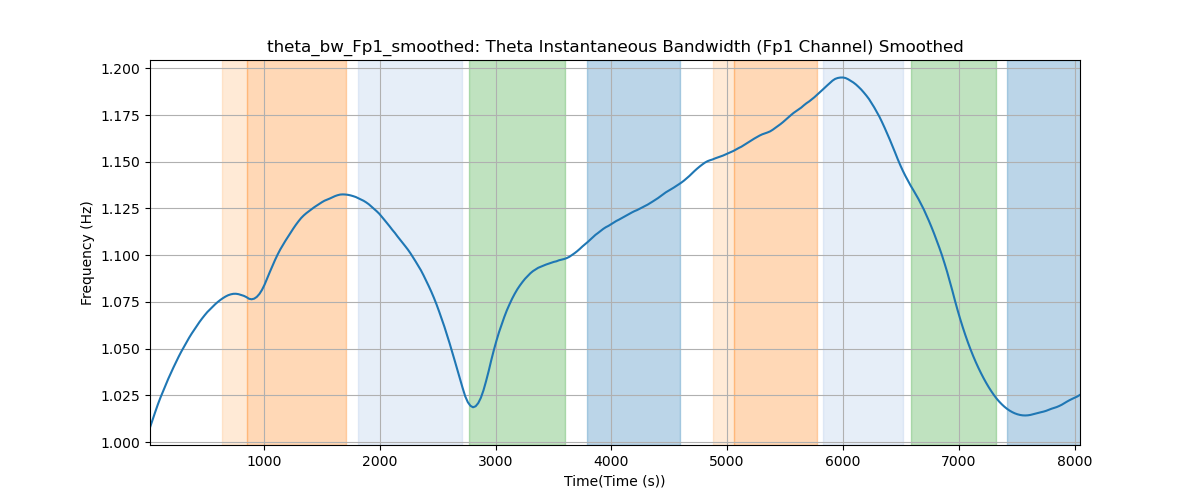 theta_bw_Fp1_smoothed: Theta Instantaneous Bandwidth (Fp1 Channel) Smoothed
1.200
1.175
1.150
1.125
1.100
1.075
1.050
1.025
1.000
Frequency (Hz)
1000 2000 3000 4000 5000 6000 7000 8000
Time(Time (s))